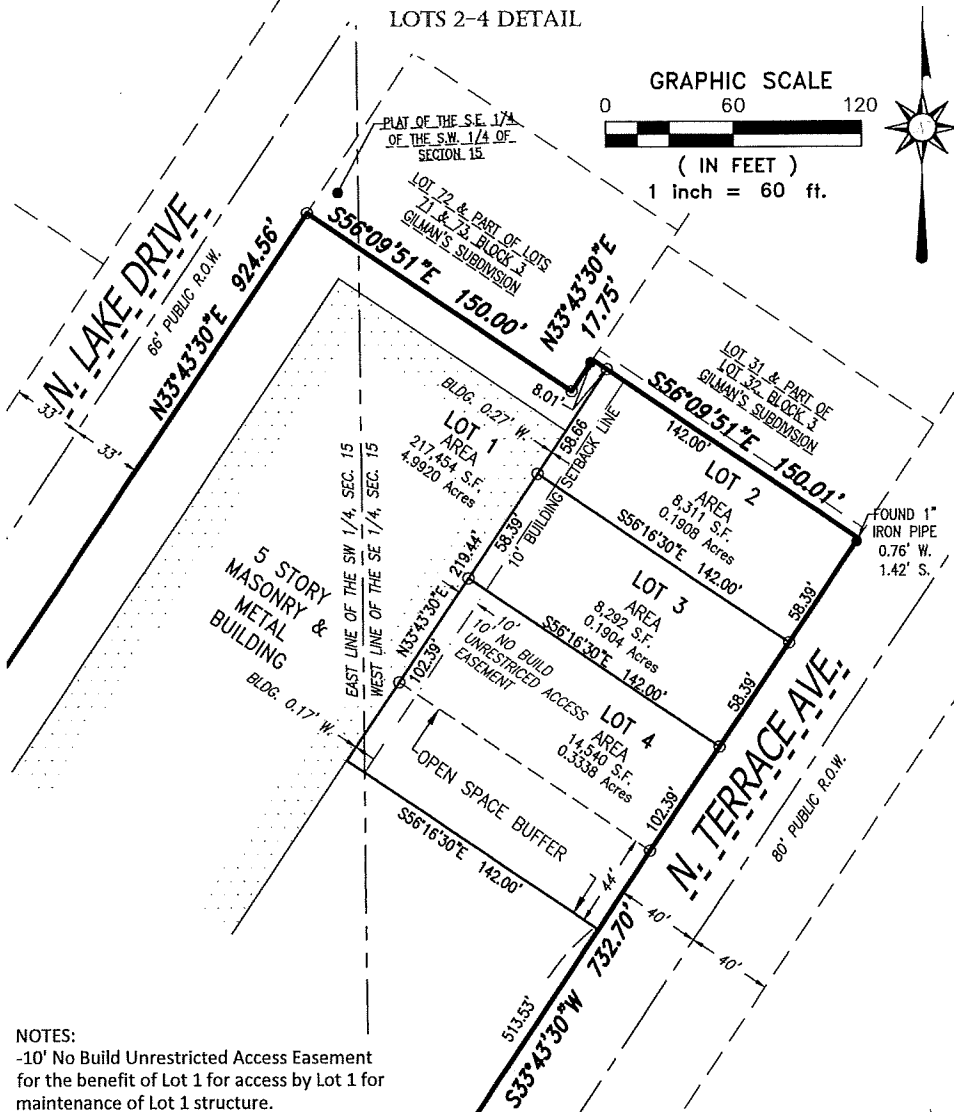 LOTS 2-4 DETAIL
GRAPHIC SCALE
0 60 120
( IN FEET )
1 inch = 60 ft.
PLAT OF THE S.E. 1/4
OF THE S.W. 1/4 OF
SECTION 15
LOT 72 & PART OF LOTS
71 & 73, BLOCK 3
GILMAN'S SUBDIVISION
N. LAKE DRIVE
66' PUBLIC R.O.W.
33'
33'
N33°43'30"E 924.56'
S56°09'51"E 150.00'
N33°43'30"E
17.75'
8.01'
LOT 31 & PART OF
LOT 32, BLOCK 3
GILMAN'S SUBDIVISION
S56°09'51"E 150.01'
142.00'
FOUND 1"
IRON PIPE
0.76' W.
1.42' S.
BLDG. 0.27' W.
LOT 1
AREA
217,454 S.F.
4.9920 Acres
58.66
10' BUILDING SETBACK LINE
LOT 2
AREA
8,311 S.F.
0.1908 Acres
S56°16'30"E 142.00'
58.39'
58.39'
LOT 3
AREA
8,292 S.F.
0.1904 Acres
S56°16'30"E 142.00'
58.39'
N33°43'30"E 219.44'
102.39'
5 STORY
MASONRY &
METAL
BUILDING
BLDG. 0.17' W.
EAST LINE OF THE SW 1/4, SEC. 15
WEST LINE OF THE SE 1/4, SEC. 15
10'
10' NO BUILD
UNRESTRICED ACCESS
EASEMENT
LOT 4
AREA
14,540 S.F.
0.3338 Acres
102.39'
OPEN SPACE BUFFER
S56°16'30"E 142.00'
44'
N. TERRACE AVE.
80' PUBLIC R.O.W.
40'
40'
513.53'
S33°43'30"W 732.70'
NOTES:
-10' No Build Unrestricted Access Easement
for the benefit of Lot 1 for access by Lot 1 for
maintenance of Lot 1 structure.